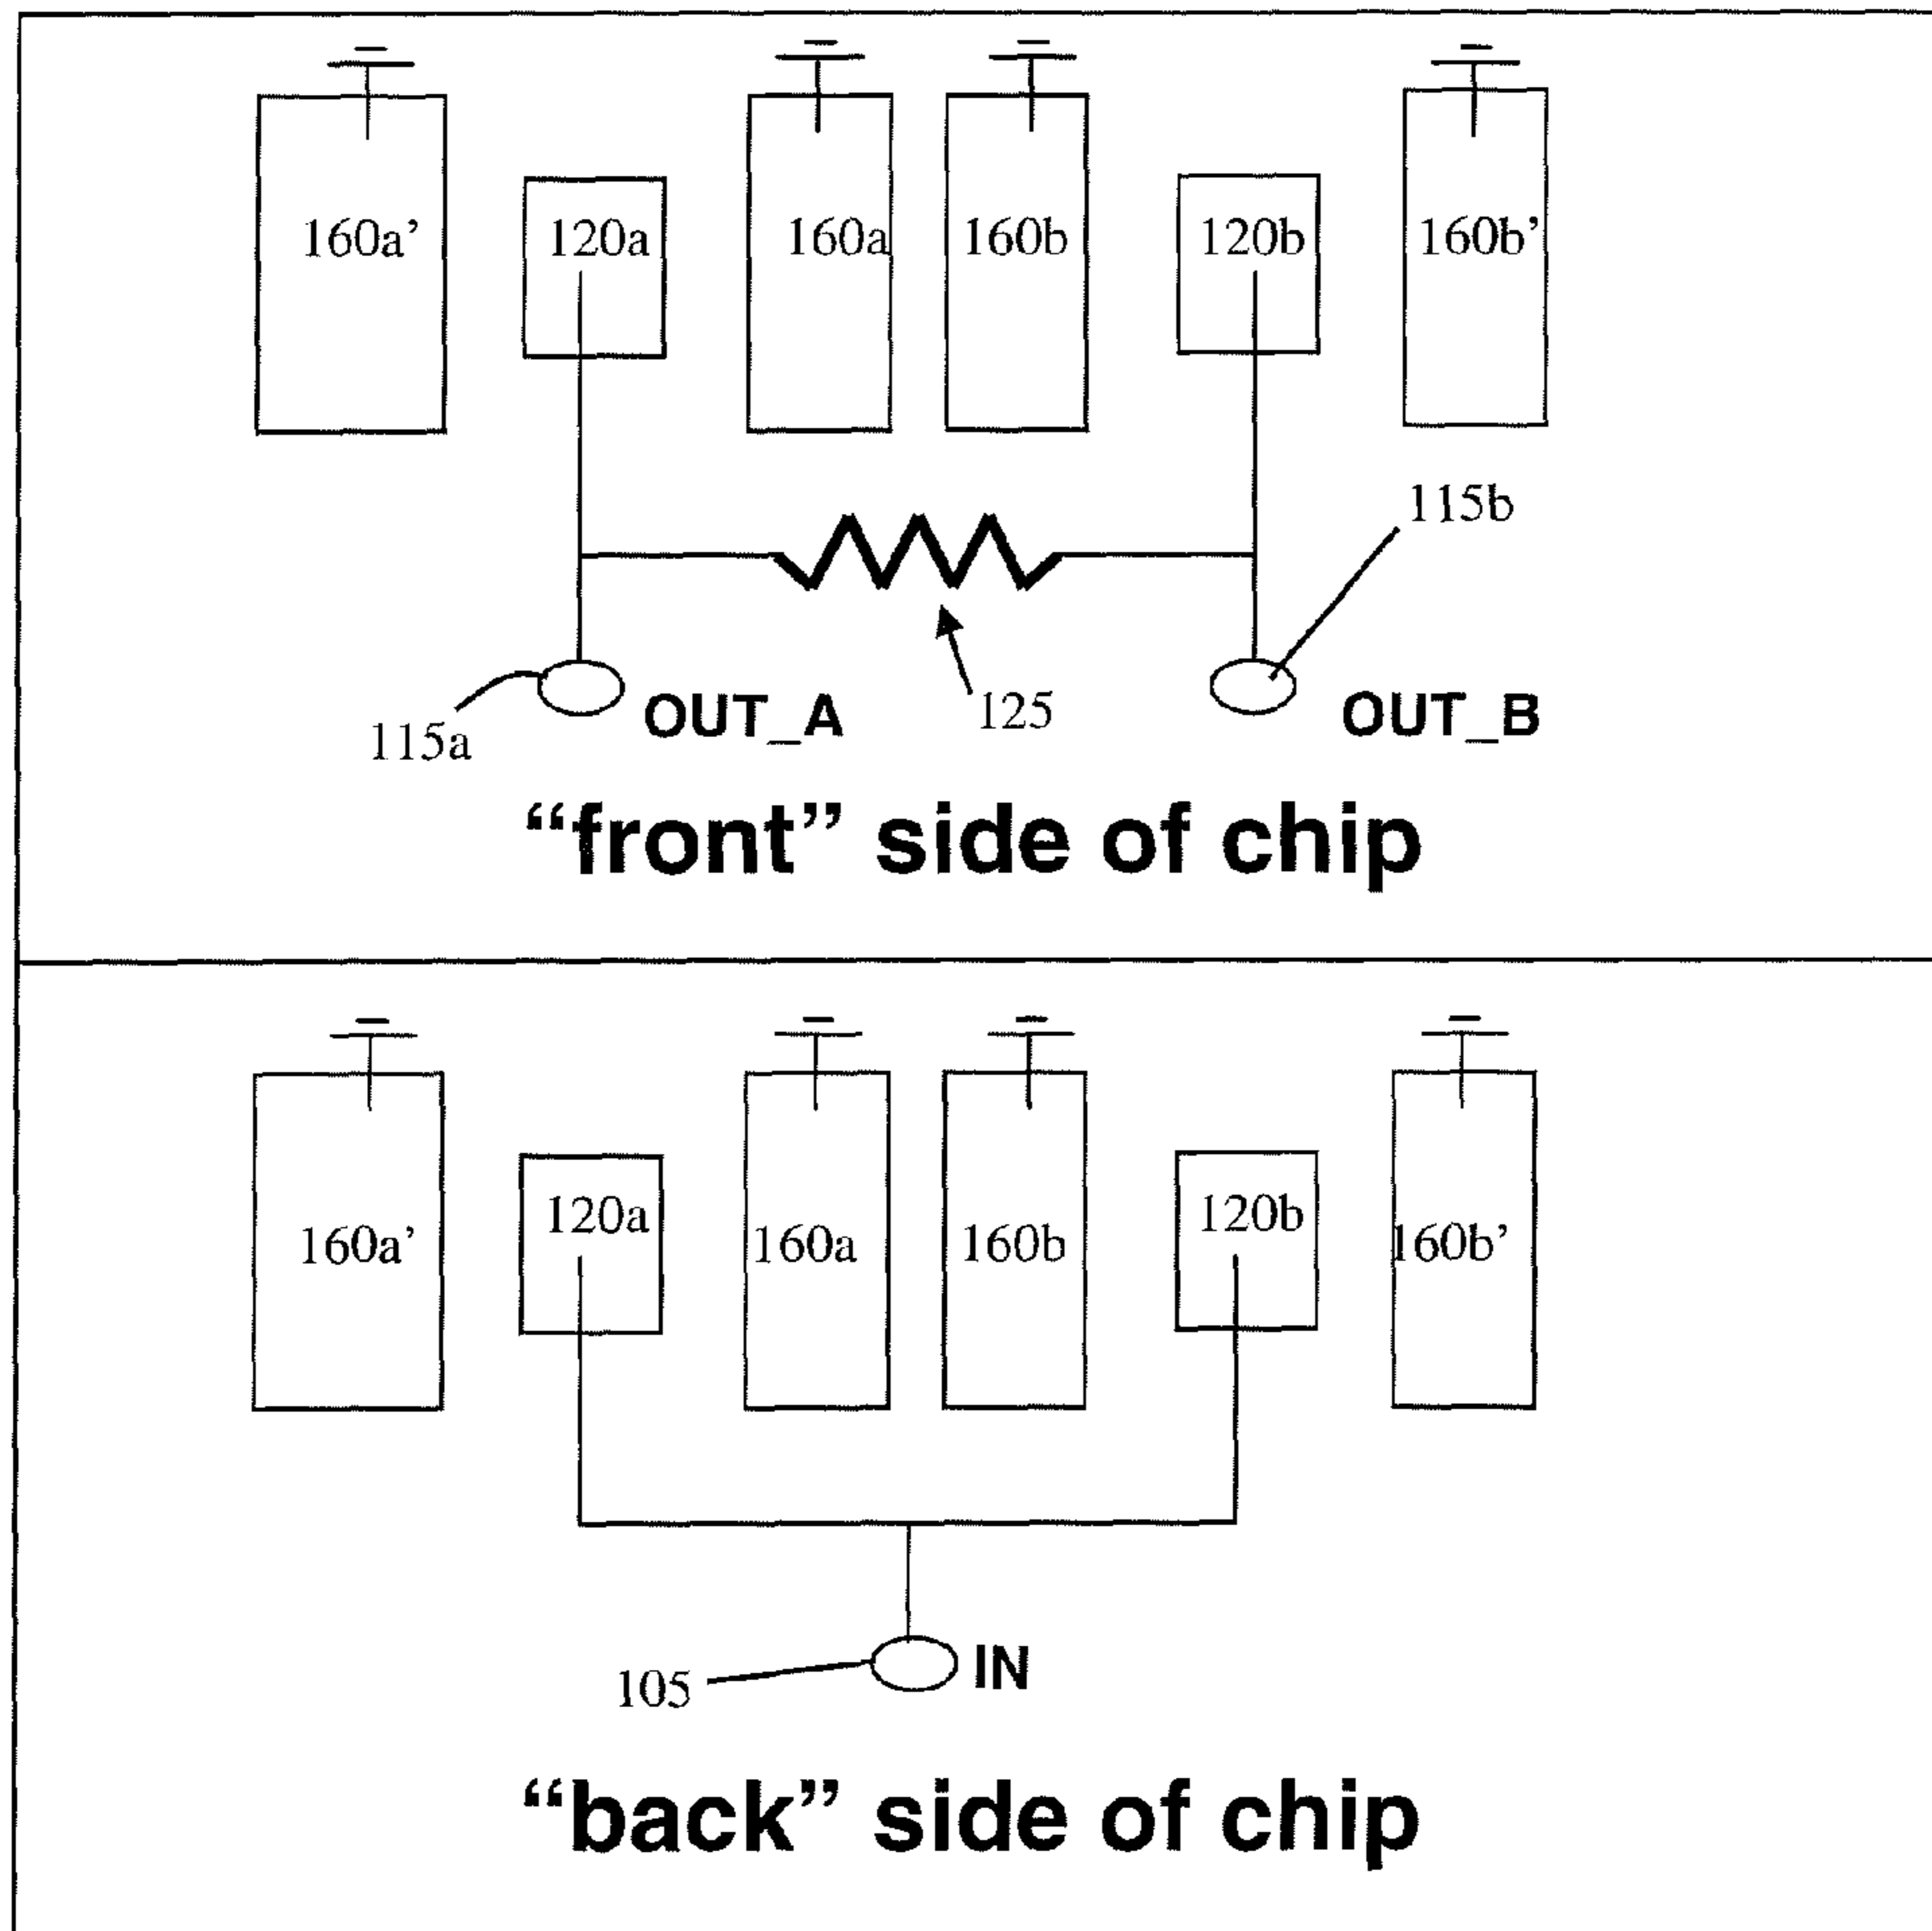 160a’ 120a 160a 160b 120b 160b’
115b
115a OUT_A 125 OUT_B
“front” side of chip
160a’ 120a 160a 160b 120b 160b’
105 IN
“back” side of chip